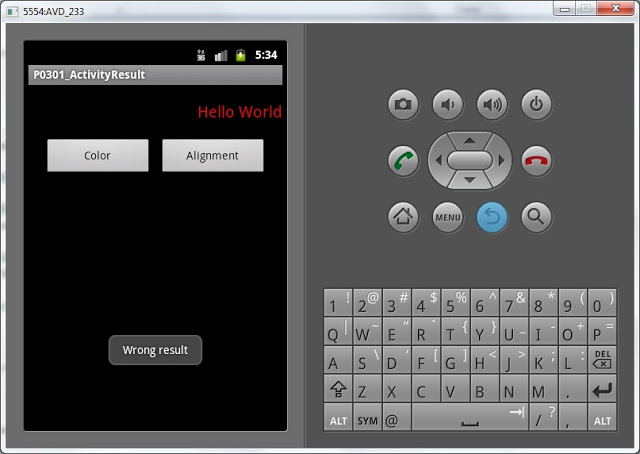 5554:AVD_233
3G 5:34
P0301_ActivityResult
Hello World
Color Alignment
Wrong result
MENU
1 ! 2 @ 3 # 4 $ 5 % 6 ^ 7 & 8 * 9 ( 0 )
Q | W ~ E " R ` T { Y } U _ I - O + P =
A S \ D ' F [ G ] H < J > K ; L : DEL
Z X C V B N M .
ALT SYM @ / ? , ALT